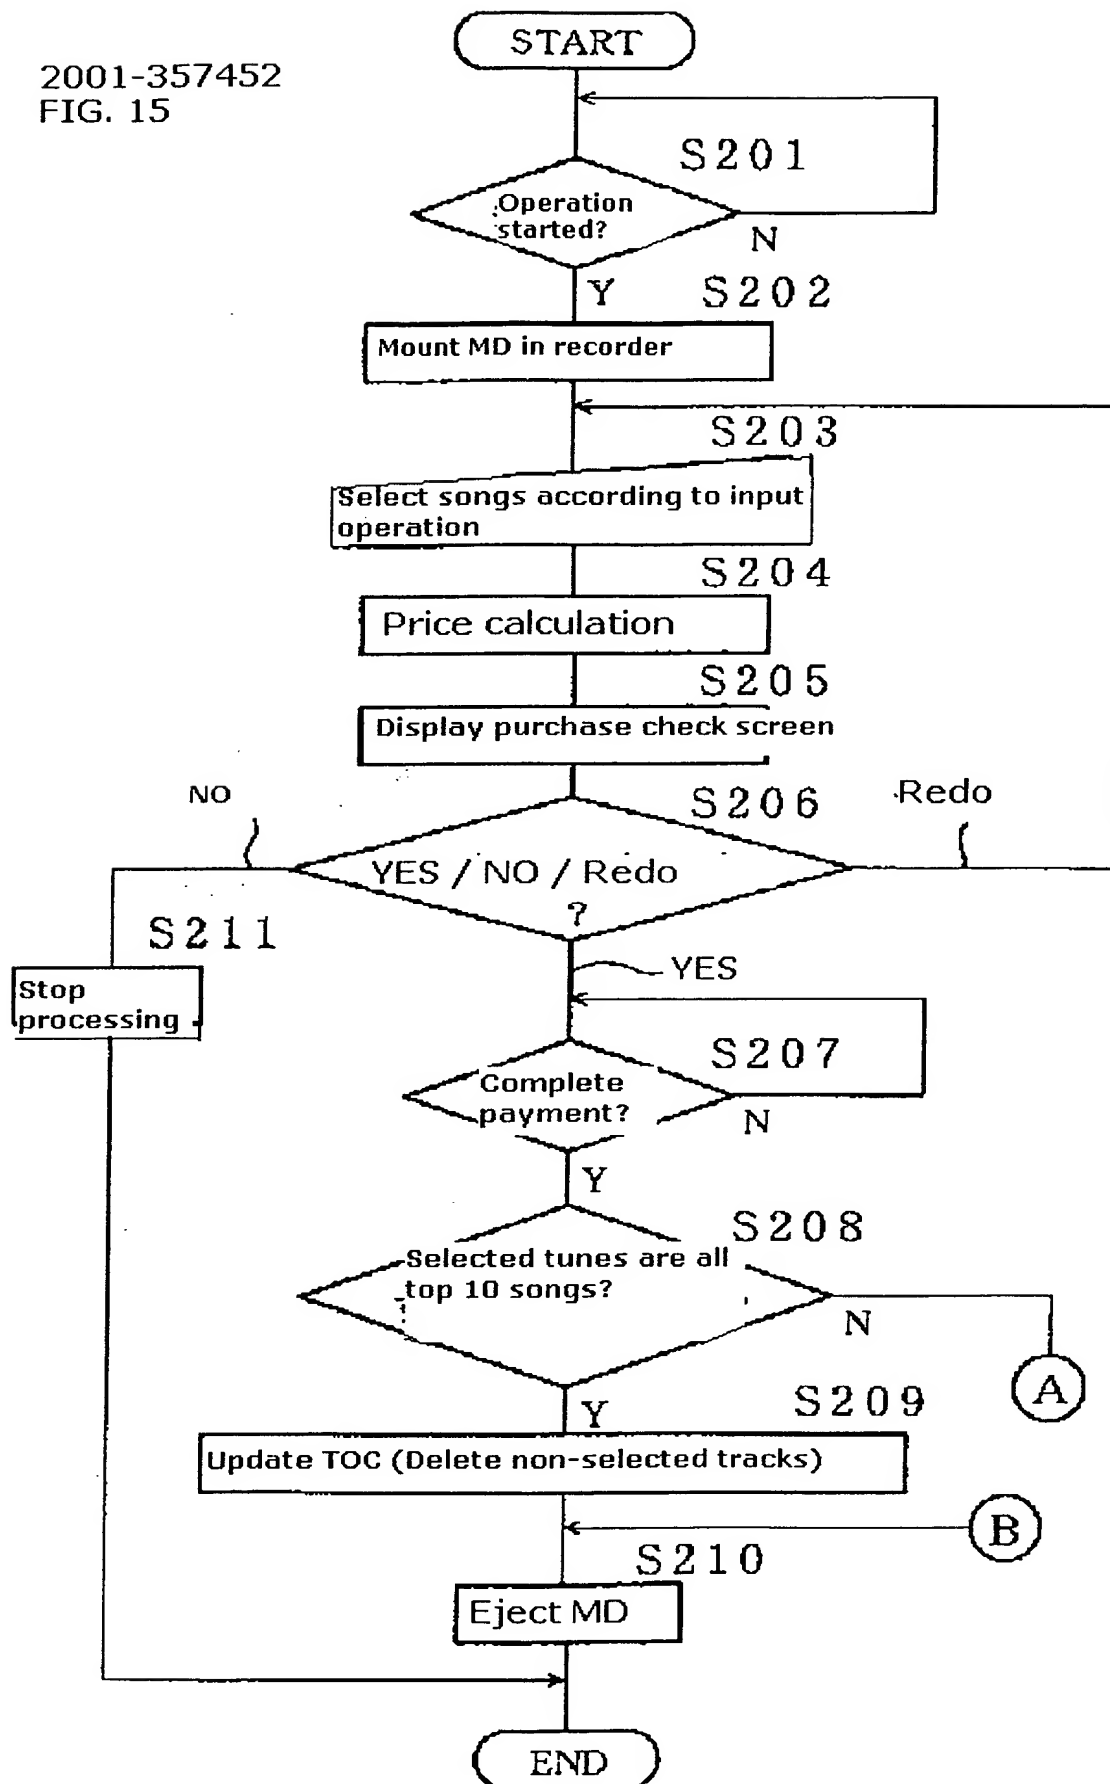 START
2001-357452
FIG. 15
S201
Operation
started?
N
Y
S202
Mount MD in recorder
S203
Select songs according to input
operation
S204
Price calculation
S205
Display purchase check screen
NO
S206
Redo
YES / NO / Redo
?
S211
YES
Stop
processing
S207
Complete
payment?
N
Y
S208
Selected tunes are all
top 10 songs?
N
A
Y
S209
Update TOC (Delete non-selected tracks)
B
S210
Eject MD
END